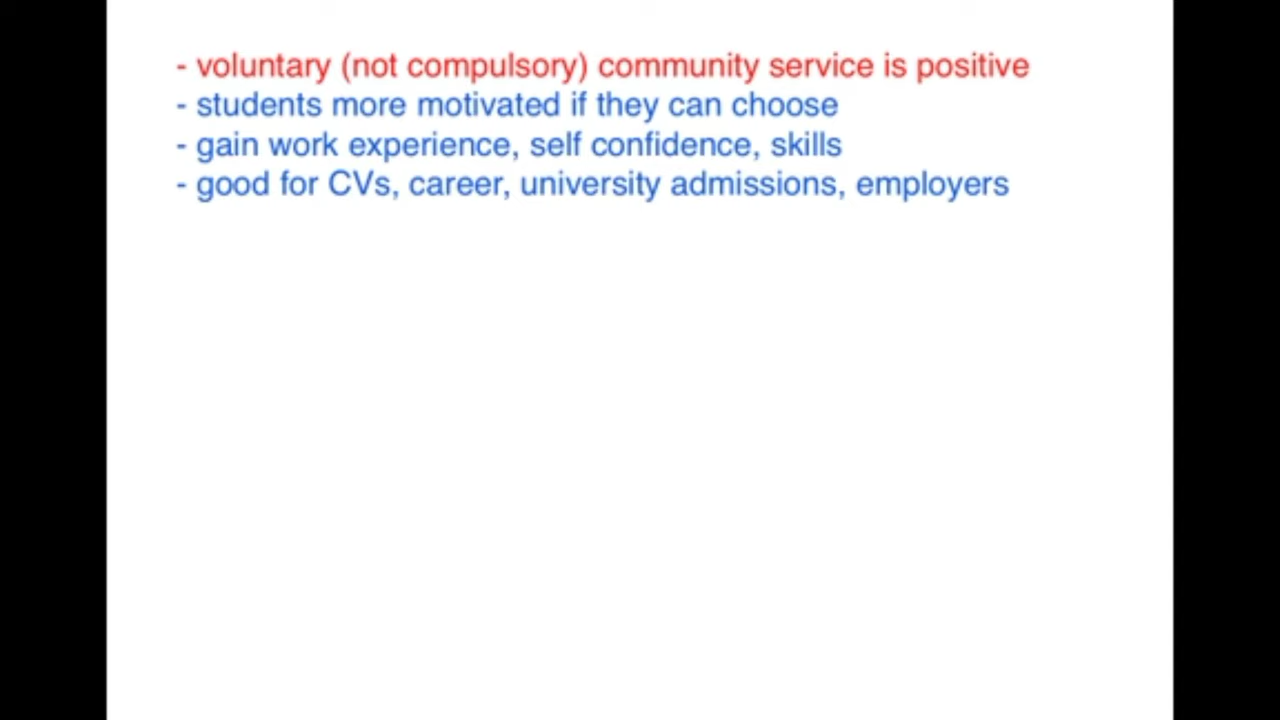 - voluntary (not compulsory) community service is positive
- students more motivated if they can choose
- gain work experience, self confidence, skills
- good for CVs, career, university admissions, employers